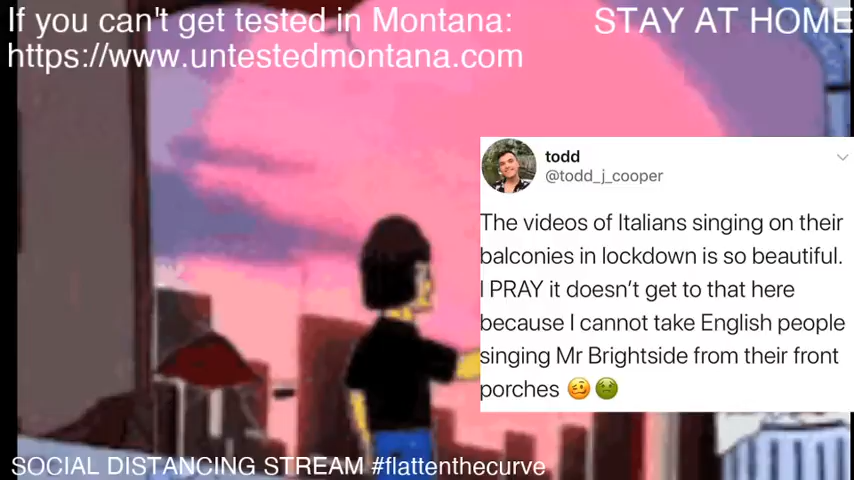 If you can't get tested in Montana:
https://www.untestedmontana.com
STAY AT HOME
todd
@todd_j_cooper
The videos of Italians singing on their
balconies in lockdown is so beautiful.
I PRAY it doesn’t get to that here
because I cannot take English people
singing Mr Brightside from their front
porches 🥴🤢
SOCIAL DISTANCING STREAM #flattenthecurve